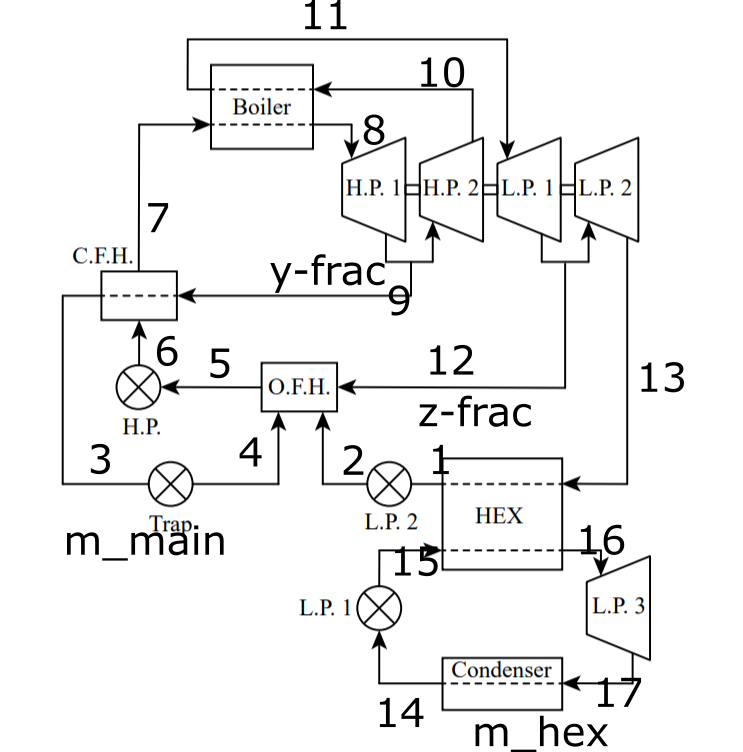 11
10
Boiler
8
H.P. 1
H.P. 2
L.P. 1
L.P. 2
7
C.F.H.
y-frac
9
6
5
12
O.F.H.
13
z-frac
H.P.
3
4
2
1
HEX
L.P. 2
Trap
m_main
16
15
L.P. 1
L.P. 3
Condenser
17
14
m_hex